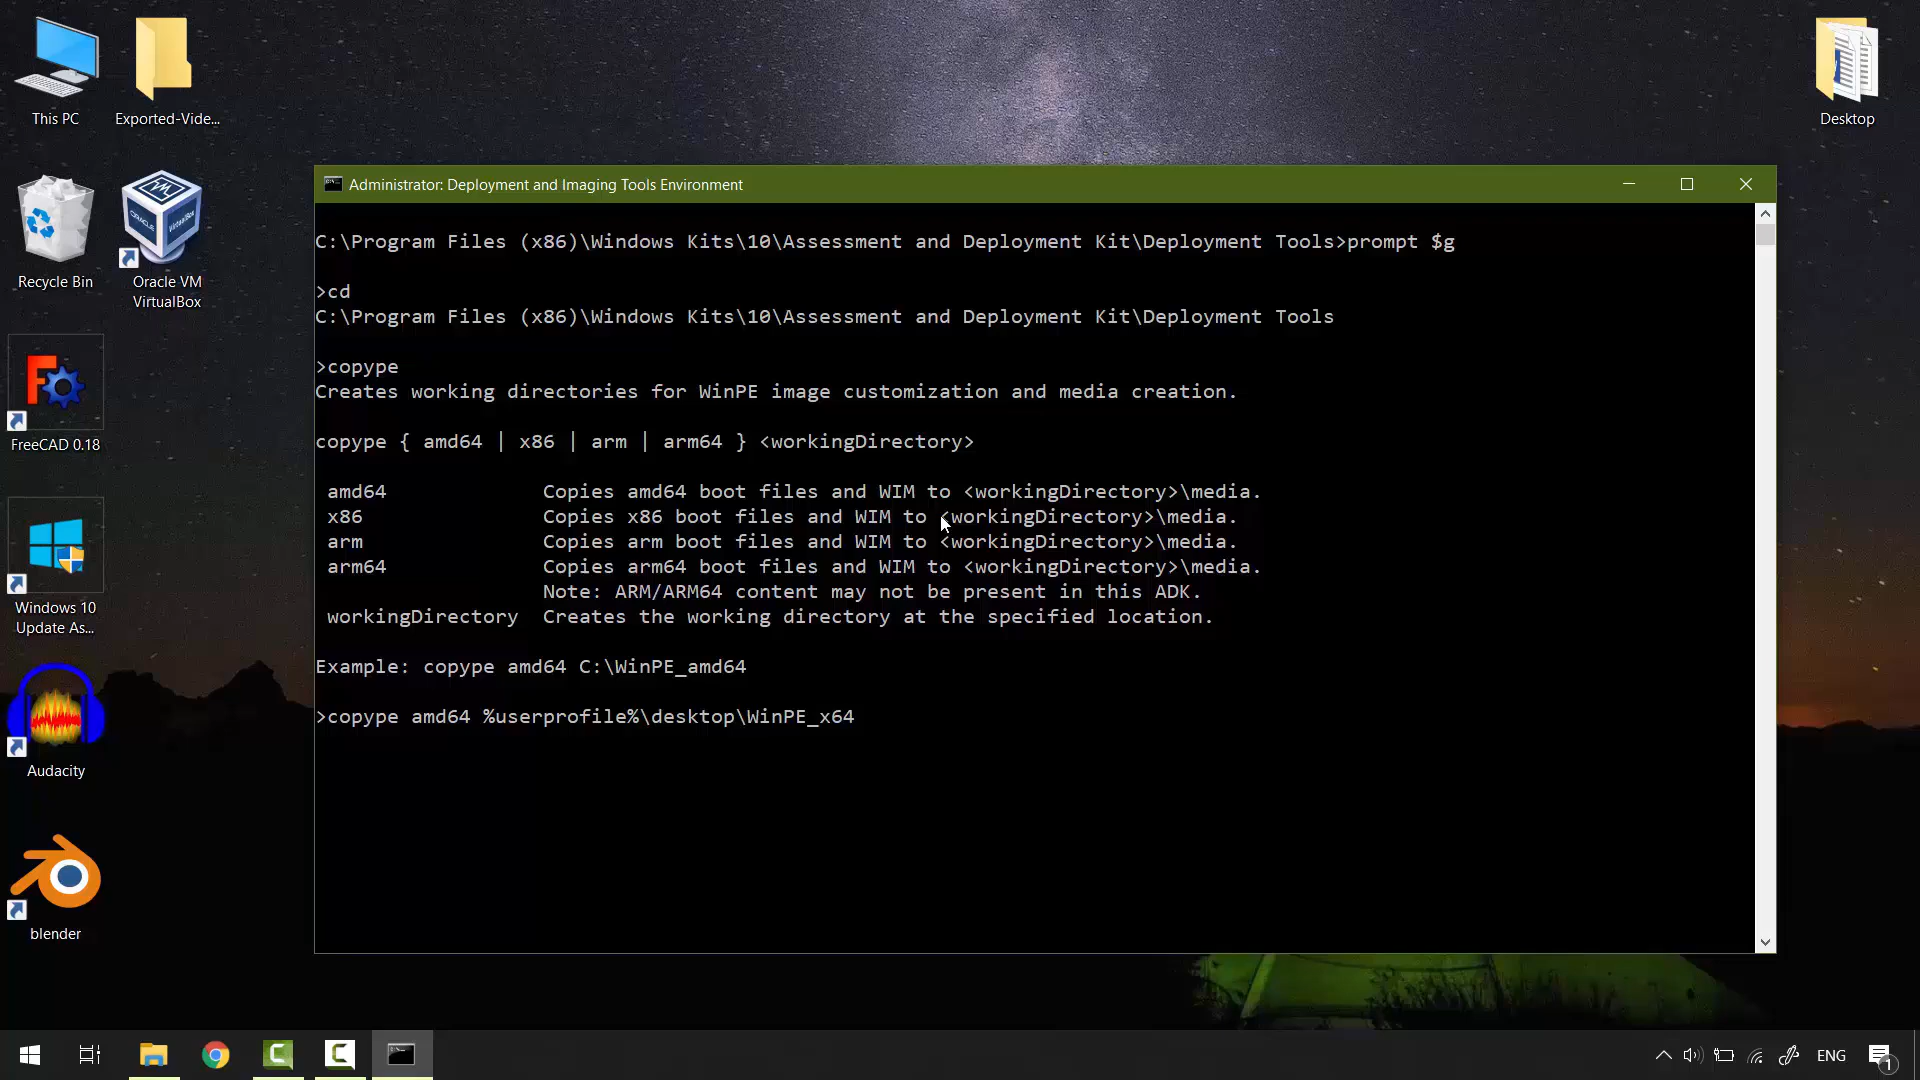 This PC
Exported-Vide...
Desktop
Recycle Bin
Oracle VM
VirtualBox
FreeCAD 0.18
Windows 10
Update As...
Audacity
blender
Administrator: Deployment and Imaging Tools Environment
C:\Program Files (x86)\Windows Kits\10\Assessment and Deployment Kit\Deployment Tools>prompt $g
>cd
C:\Program Files (x86)\Windows Kits\10\Assessment and Deployment Kit\Deployment Tools
>copype
Creates working directories for WinPE image customization and media creation.
copype { amd64 | x86 | arm | arm64 } <workingDirectory>
amd64 Copies amd64 boot files and WIM to <workingDirectory>\media.
x86 Copies x86 boot files and WIM to <workingDirectory>\media.
arm Copies arm boot files and WIM to <workingDirectory>\media.
arm64 Copies arm64 boot files and WIM to <workingDirectory>\media.
Note: ARM/ARM64 content may not be present in this ADK.
workingDirectory Creates the working directory at the specified location.
Example: copype amd64 C:\WinPE_amd64
>copype amd64 %userprofile%\desktop\WinPE_x64
ENG
1